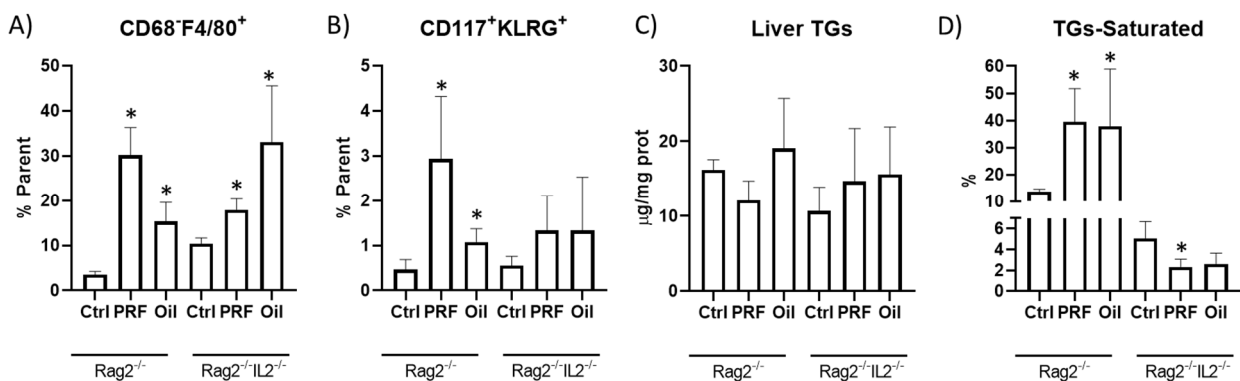 A) CD68⁻F4/80⁺
% Parent
50
40
30
20
10
0
* * * *
Ctrl PRF Oil Ctrl PRF Oil
Rag2⁻/⁻ Rag2⁻/⁻IL2⁻/⁻
B) CD117⁺KLRG⁺
% Parent
5
4
3
2
1
0
* *
Ctrl PRF Oil Ctrl PRF Oil
Rag2⁻/⁻ Rag2⁻/⁻IL2⁻/⁻
C) Liver TGs
µg/mg prot
30
20
10
0
Ctrl PRF Oil Ctrl PRF Oil
Rag2⁻/⁻ Rag2⁻/⁻IL2⁻/⁻
D) TGs-Saturated
%
60
50
40
30
20
10
8
6
4
2
0
* * *
Ctrl PRF Oil Ctrl PRF Oil
Rag2⁻/⁻ Rag2⁻/⁻IL2⁻/⁻